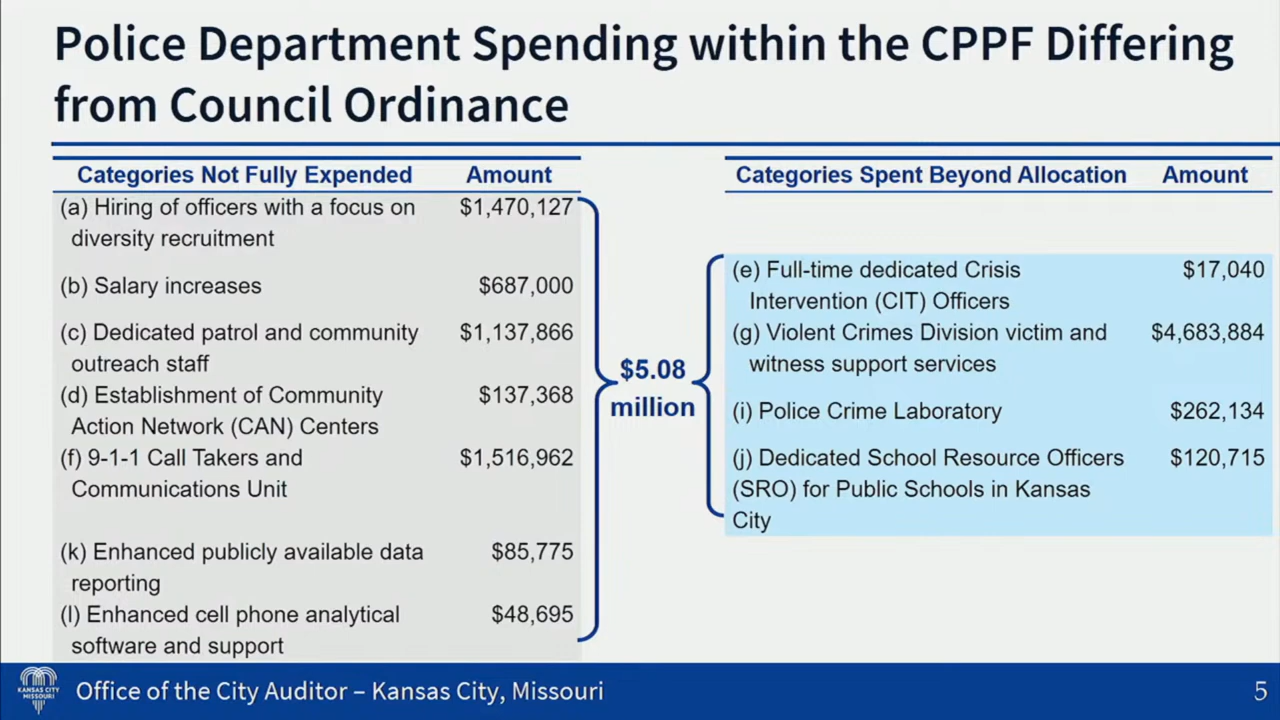 Police Department Spending within the CPPF Differing
from Council Ordinance
Categories Not Fully Expended Amount
(a) Hiring of officers with a focus on $1,470,127
diversity recruitment
(b) Salary increases $687,000
(c) Dedicated patrol and community $1,137,866
outreach staff
(d) Establishment of Community $137,368
Action Network (CAN) Centers
(f) 9-1-1 Call Takers and $1,516,962
Communications Unit
(k) Enhanced publicly available data $85,775
reporting
(l) Enhanced cell phone analytical $48,695
software and support
$5.08
million
Categories Spent Beyond Allocation Amount
(e) Full-time dedicated Crisis $17,040
Intervention (CIT) Officers
(g) Violent Crimes Division victim and $4,683,884
witness support services
(i) Police Crime Laboratory $262,134
(j) Dedicated School Resource Officers $120,715
(SRO) for Public Schools in Kansas
City
KANSAS CITY
MISSOURI
Office of the City Auditor – Kansas City, Missouri
5